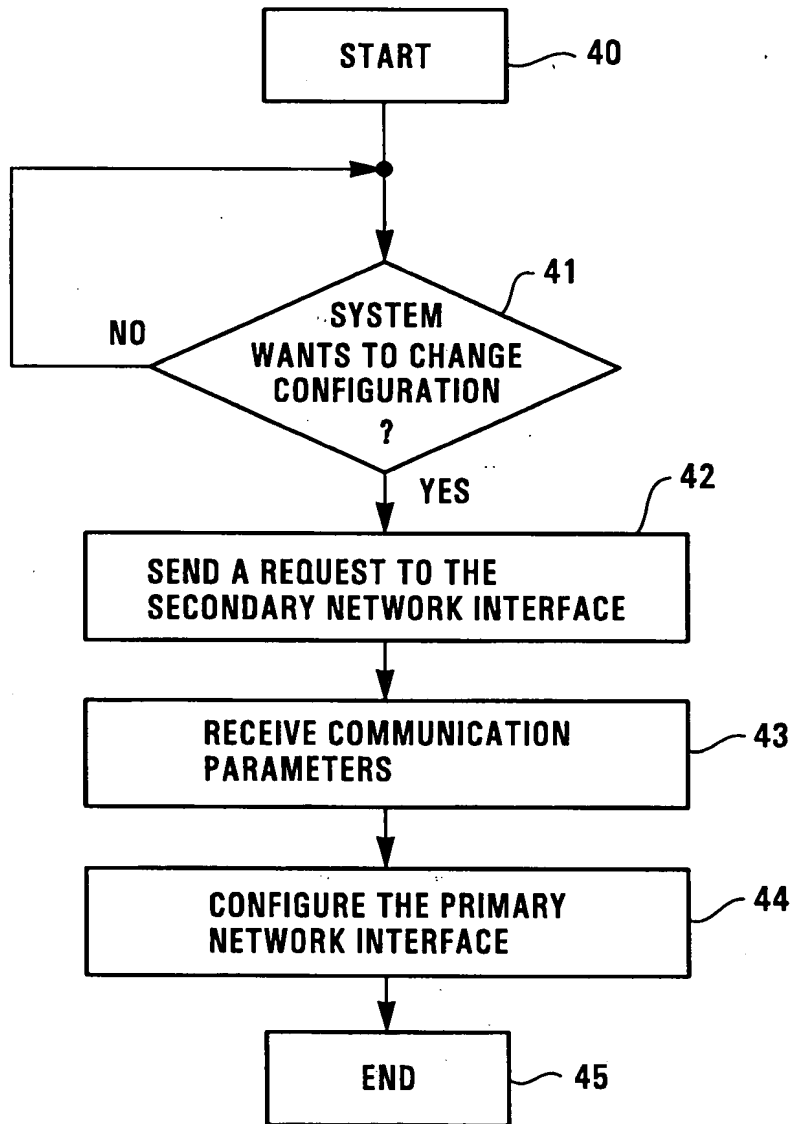 START
40
41
SYSTEM
WANTS TO CHANGE
CONFIGURATION
?
NO
YES
42
SEND A REQUEST TO THE
SECONDARY NETWORK INTERFACE
RECEIVE COMMUNICATION
PARAMETERS
43
CONFIGURE THE PRIMARY
NETWORK INTERFACE
44
END
45